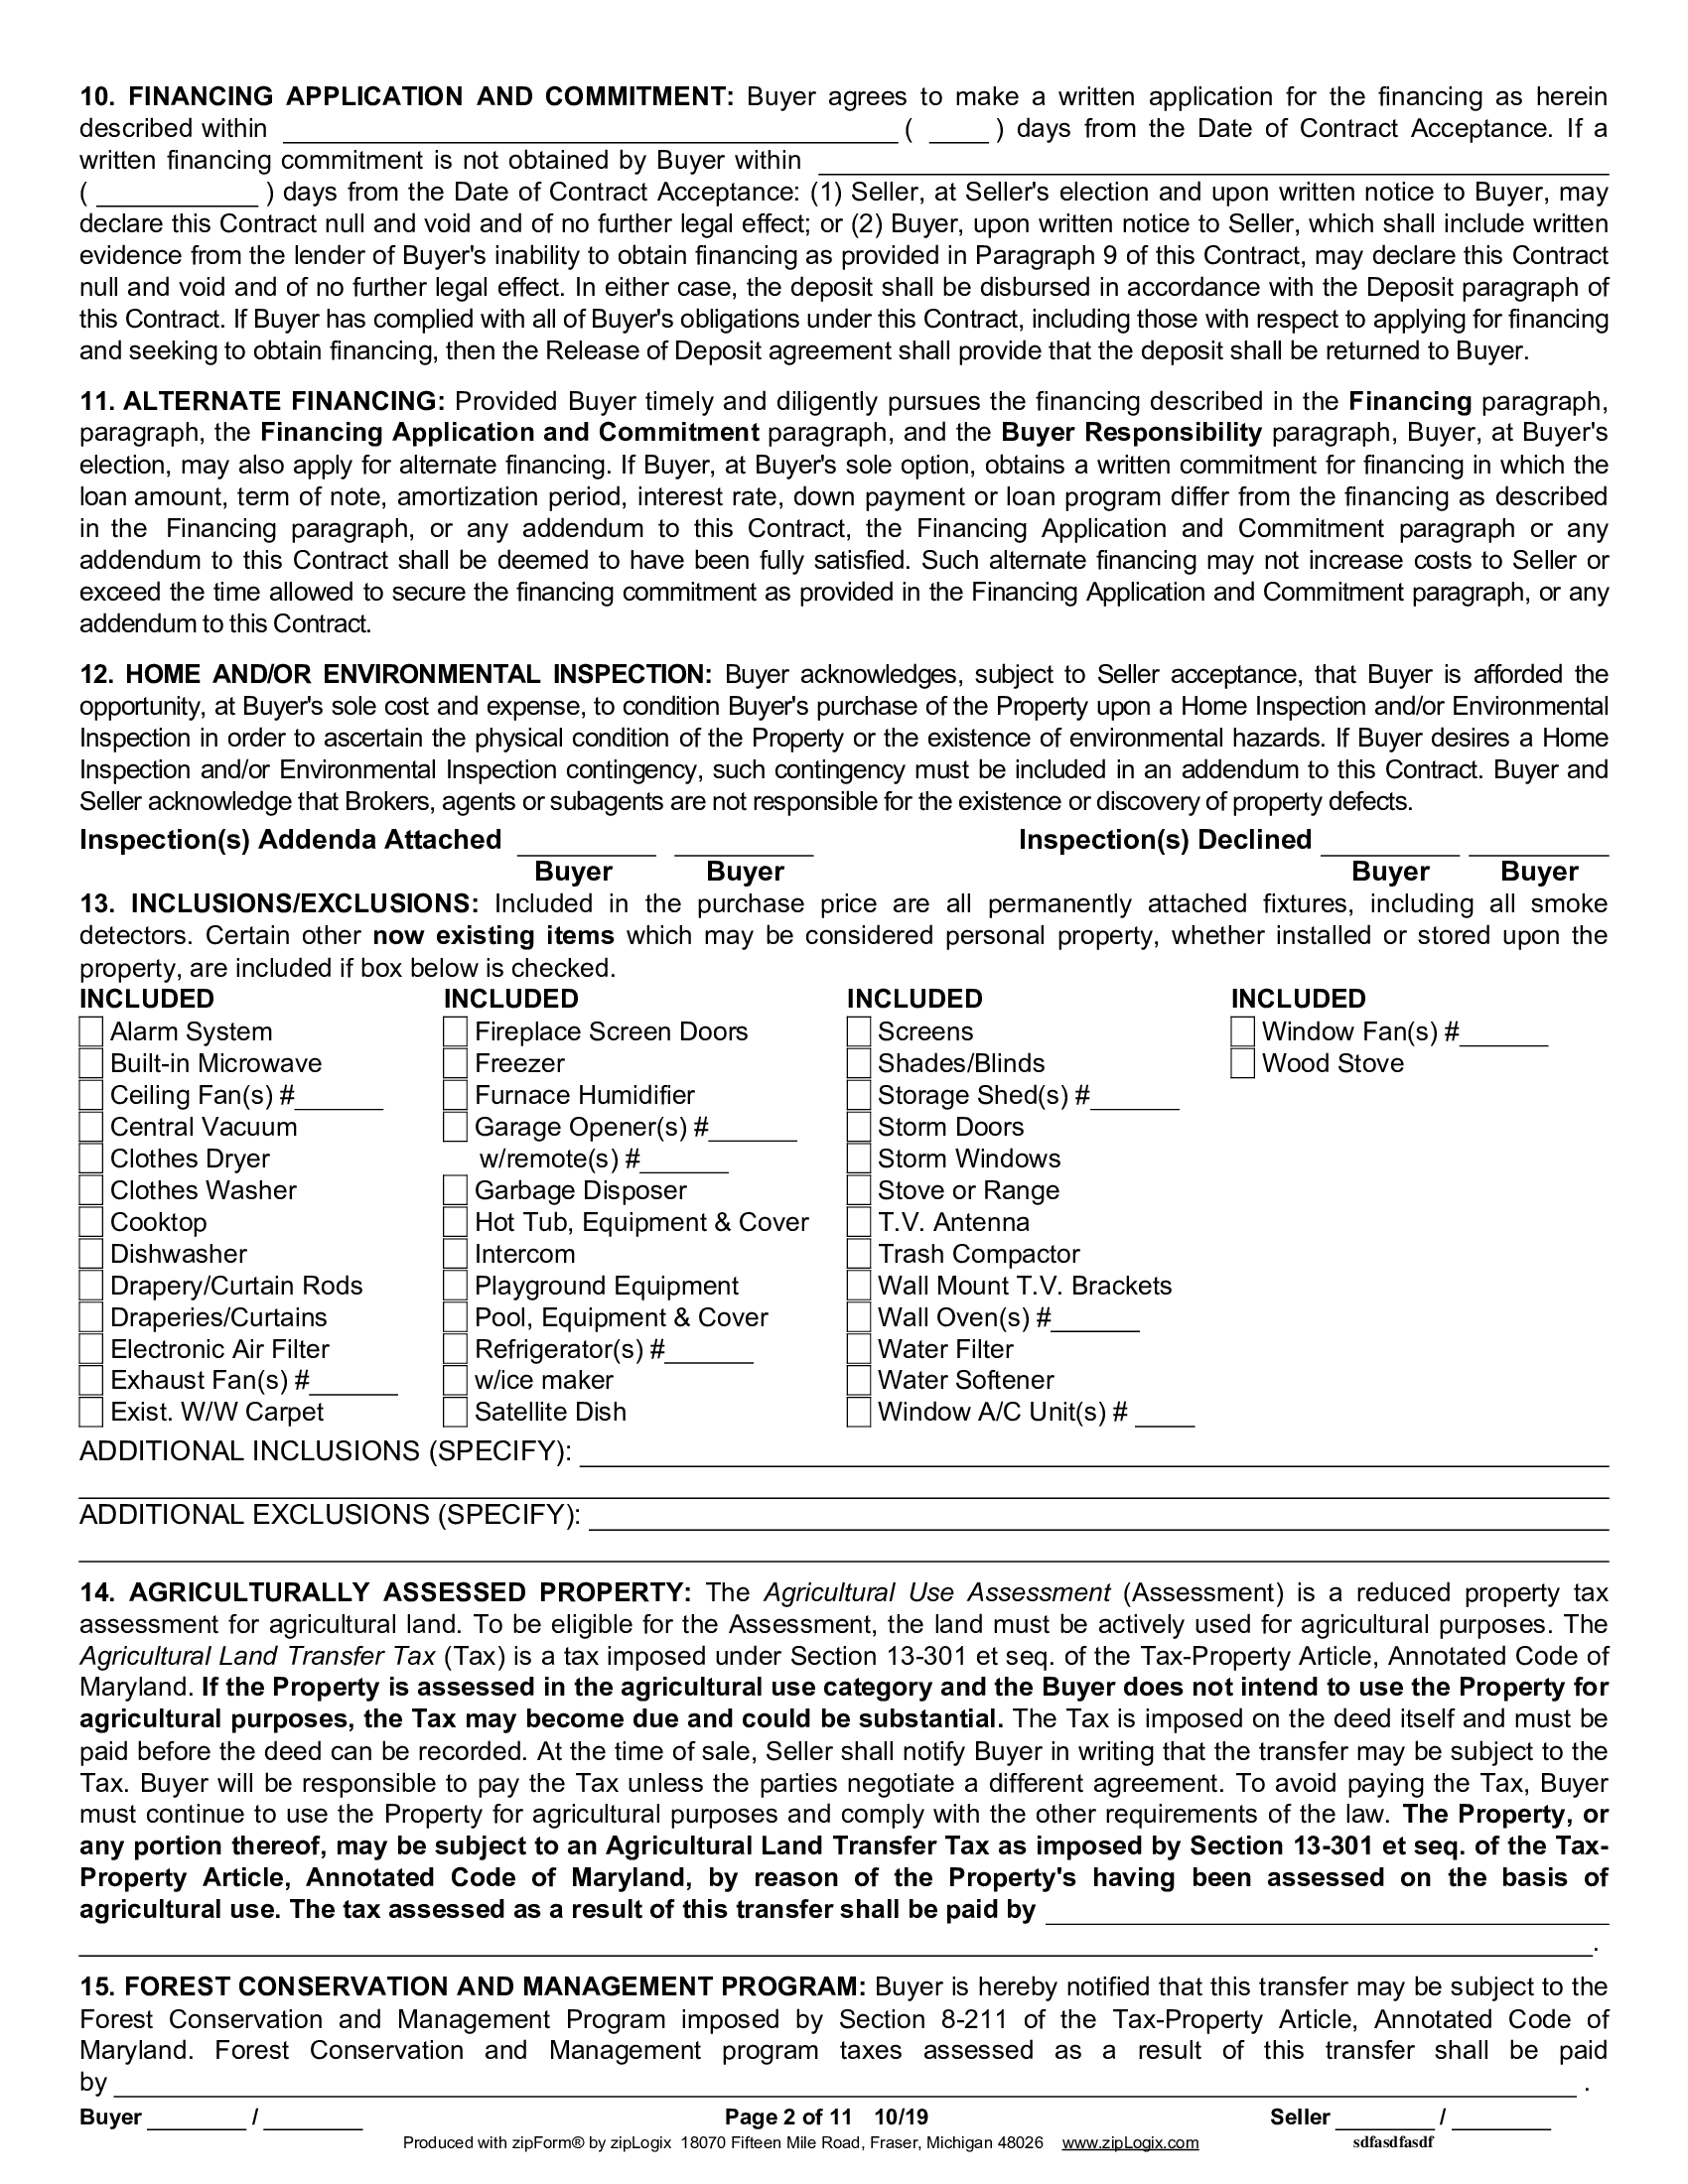 10. FINANCING APPLICATION AND COMMITMENT: Buyer agrees to make a written application for the financing as herein
described within ____ ( ____ ) days from the Date of Contract Acceptance. If a
written financing commitment is not obtained by Buyer within ____
( ____ ) days from the Date of Contract Acceptance: (1) Seller, at Seller's election and upon written notice to Buyer, may
declare this Contract null and void and of no further legal effect; or (2) Buyer, upon written notice to Seller, which shall include written
evidence from the lender of Buyer's inability to obtain financing as provided in Paragraph 9 of this Contract, may declare this Contract
null and void and of no further legal effect. In either case, the deposit shall be disbursed in accordance with the Deposit paragraph of
this Contract. If Buyer has complied with all of Buyer's obligations under this Contract, including those with respect to applying for financing
and seeking to obtain financing, then the Release of Deposit agreement shall provide that the deposit shall be returned to Buyer.
11. ALTERNATE FINANCING: Provided Buyer timely and diligently pursues the financing described in the Financing paragraph,
paragraph, the Financing Application and Commitment paragraph, and the Buyer Responsibility paragraph, Buyer, at Buyer's
election, may also apply for alternate financing. If Buyer, at Buyer's sole option, obtains a written commitment for financing in which the
loan amount, term of note, amortization period, interest rate, down payment or loan program differ from the financing as described
in the Financing paragraph, or any addendum to this Contract, the Financing Application and Commitment paragraph or any
addendum to this Contract shall be deemed to have been fully satisfied. Such alternate financing may not increase costs to Seller or
exceed the time allowed to secure the financing commitment as provided in the Financing Application and Commitment paragraph, or any
addendum to this Contract.
12. HOME AND/OR ENVIRONMENTAL INSPECTION: Buyer acknowledges, subject to Seller acceptance, that Buyer is afforded the
opportunity, at Buyer's sole cost and expense, to condition Buyer's purchase of the Property upon a Home Inspection and/or Environmental
Inspection in order to ascertain the physical condition of the Property or the existence of environmental hazards. If Buyer desires a Home
Inspection and/or Environmental Inspection contingency, such contingency must be included in an addendum to this Contract. Buyer and
Seller acknowledge that Brokers, agents or subagents are not responsible for the existence or discovery of property defects.
Inspection(s) Addenda Attached ____ ____ Inspection(s) Declined ____ ____
Buyer Buyer Buyer Buyer
13. INCLUSIONS/EXCLUSIONS: Included in the purchase price are all permanently attached fixtures, including all smoke
detectors. Certain other now existing items which may be considered personal property, whether installed or stored upon the
property, are included if box below is checked.
INCLUDED
Alarm System
Built-in Microwave
Ceiling Fan(s) #____
Central Vacuum
Clothes Dryer
Clothes Washer
Cooktop
Dishwasher
Drapery/Curtain Rods
Draperies/Curtains
Electronic Air Filter
Exhaust Fan(s) #____
Exist. W/W Carpet
INCLUDED
Fireplace Screen Doors
Freezer
Furnace Humidifier
Garage Opener(s) #____
w/remote(s) #____
Garbage Disposer
Hot Tub, Equipment & Cover
Intercom
Playground Equipment
Pool, Equipment & Cover
Refrigerator(s) #____
w/ice maker
Satellite Dish
INCLUDED
Screens
Shades/Blinds
Storage Shed(s) #____
Storm Doors
Storm Windows
Stove or Range
T.V. Antenna
Trash Compactor
Wall Mount T.V. Brackets
Wall Oven(s) #____
Water Filter
Water Softener
Window A/C Unit(s) # ____
INCLUDED
Window Fan(s) #____
Wood Stove
ADDITIONAL INCLUSIONS (SPECIFY): ____
ADDITIONAL EXCLUSIONS (SPECIFY): ____
14. AGRICULTURALLY ASSESSED PROPERTY: The Agricultural Use Assessment (Assessment) is a reduced property tax
assessment for agricultural land. To be eligible for the Assessment, the land must be actively used for agricultural purposes. The
Agricultural Land Transfer Tax (Tax) is a tax imposed under Section 13-301 et seq. of the Tax-Property Article, Annotated Code of
Maryland. If the Property is assessed in the agricultural use category and the Buyer does not intend to use the Property for
agricultural purposes, the Tax may become due and could be substantial. The Tax is imposed on the deed itself and must be
paid before the deed can be recorded. At the time of sale, Seller shall notify Buyer in writing that the transfer may be subject to the
Tax. Buyer will be responsible to pay the Tax unless the parties negotiate a different agreement. To avoid paying the Tax, Buyer
must continue to use the Property for agricultural purposes and comply with the other requirements of the law. The Property, or
any portion thereof, may be subject to an Agricultural Land Transfer Tax as imposed by Section 13-301 et seq. of the Tax-
Property Article, Annotated Code of Maryland, by reason of the Property's having been assessed on the basis of
agricultural use. The tax assessed as a result of this transfer shall be paid by ____
____.
15. FOREST CONSERVATION AND MANAGEMENT PROGRAM: Buyer is hereby notified that this transfer may be subject to the
Forest Conservation and Management Program imposed by Section 8-211 of the Tax-Property Article, Annotated Code of
Maryland. Forest Conservation and Management program taxes assessed as a result of this transfer shall be paid
by ____ .
Buyer ____ / ____ Page 2 of 11 10/19 Seller ____ / ____
Produced with zipForm® by zipLogix 18070 Fifteen Mile Road, Fraser, Michigan 48026 www.zipLogix.com sdfasdfasdf